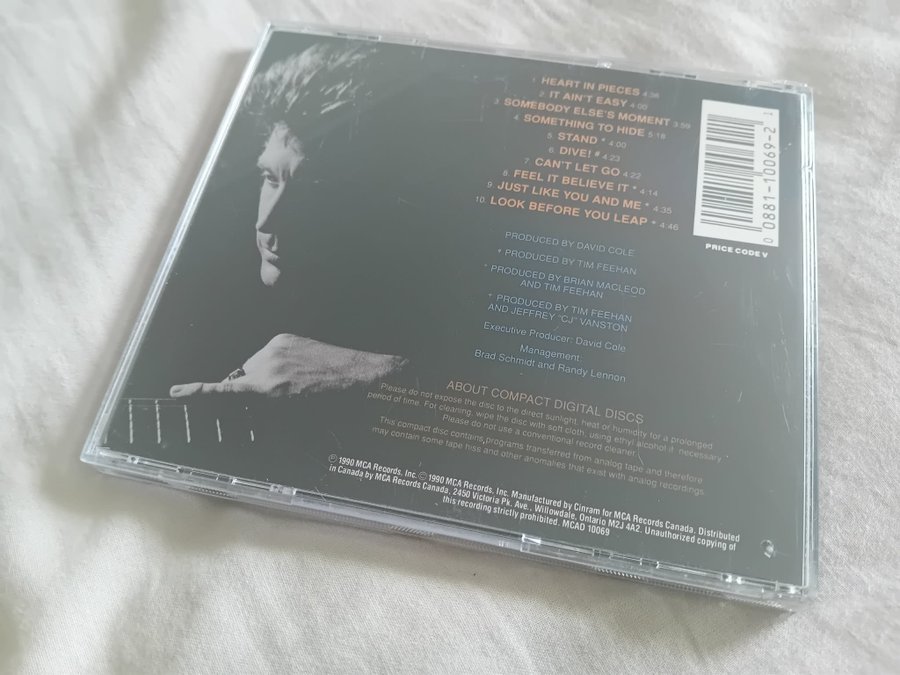 1. HEART IN PIECES 4:38
2. IT AIN'T EASY 4:00
3. SOMEBODY ELSE'S MOMENT 3:59
4. SOMETHING TO HIDE 5:18
5. STAND * 4:00
6. DIVE! # 4:23
7. CAN'T LET GO 4:22
8. FEEL IT BELIEVE IT * 4:14
9. JUST LIKE YOU AND ME * 4:35
10. LOOK BEFORE YOU LEAP + 4:46
0 0881-10069-2 1
PRICE CODE V
PRODUCED BY DAVID COLE
* PRODUCED BY TIM FEEHAN
PRODUCED BY BRIAN MACLEOD
AND TIM FEEHAN
+ PRODUCED BY TIM FEEHAN
AND JEFFREY "CJ" VANSTON
Executive Producer: David Cole
Management:
Brad Schmidt and Randy Lennon
ABOUT COMPACT DIGITAL DISCS
Please do not expose the disc to the direct sunlight, heat or humidity for a prolonged
period of time. For cleaning, wipe the disc with soft cloth, using ethyl alcohol if necessary
Please do not use a conventional record cleaner.
This compact disc contains programs transferred from analog tape and therefore
may contain some tape hiss and other anomalies that exist with analog recordings.
℗ 1990 MCA Records, Inc. © 1990 MCA Records, Inc. Manufactured by Cinram for MCA Records Canada. Distributed
in Canada by MCA Records Canada, 2450 Victoria Pk. Ave., Willowdale, Ontario M2J 4A2. Unauthorized copying of
this recording strictly prohibited. MCAD 10069